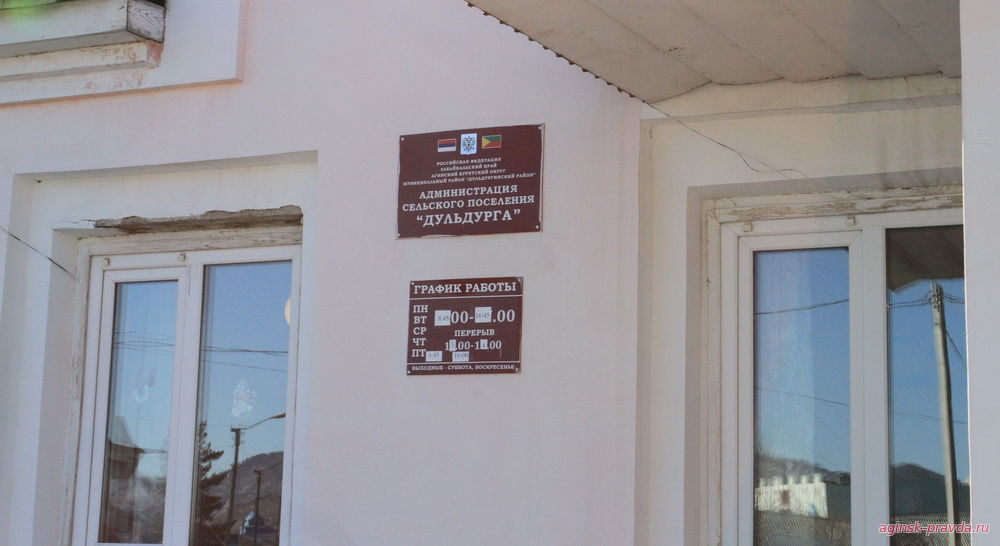 РОССИЙСКАЯ ФЕДЕРАЦИЯ
ЗАБАЙКАЛЬСКИЙ КРАЙ
АГИНСКИЙ БУРЯТСКИЙ ОКРУГ
МУНИЦИПАЛЬНЫЙ РАЙОН "ДУЛЬДУРГИНСКИЙ РАЙОН"
АДМИНИСТРАЦИЯ
СЕЛЬСКОГО ПОСЕЛЕНИЯ
"ДУЛЬДУРГА"
ГРАФИК РАБОТЫ
ПН
ВТ 8:45 00-16:45.00
СР ПЕРЕРЫВ
ЧТ
ПТ 8:45 16:00
ВЫХОДНЫЕ - СУББОТА, ВОСКРЕСЕНЬЕ
aginsk-pravda.ru